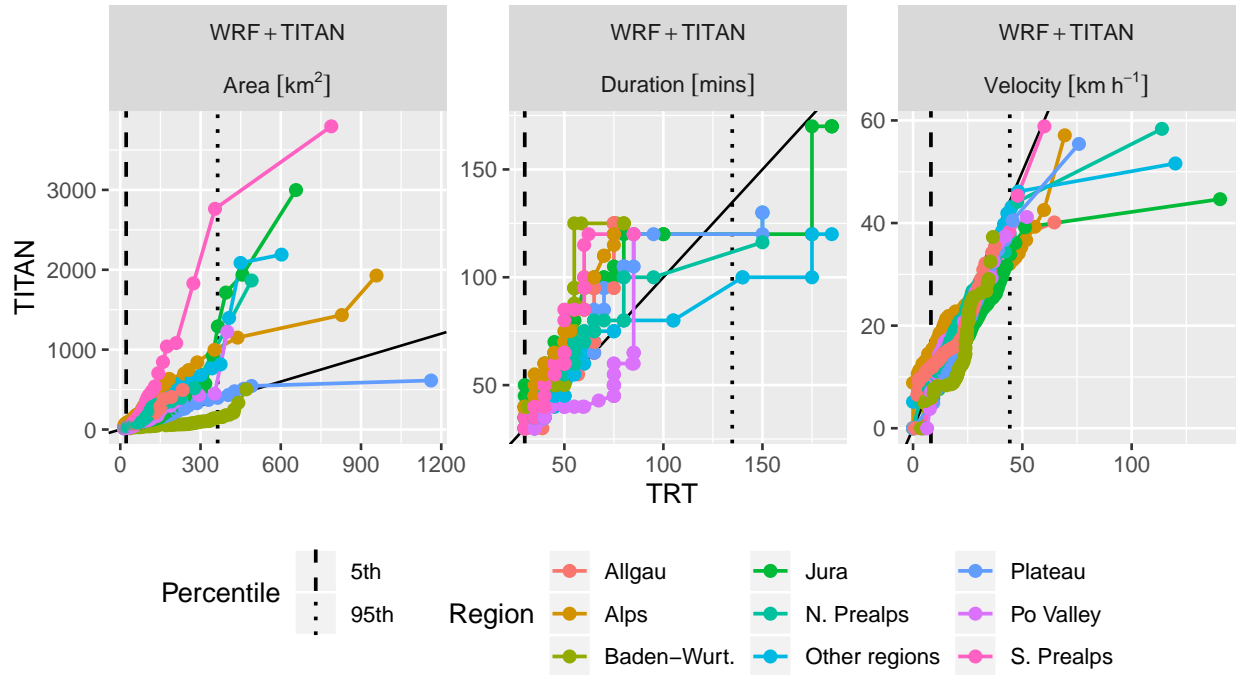 WRF + TITAN
Area [km²]
WRF + TITAN
Duration [mins]
WRF + TITAN
Velocity [km h⁻¹]
TITAN
3000
2000
1000
0
0 300 600 900 1200
150
100
50
50 100 150
60
40
20
0
0 50 100
TRT
Percentile
5th
95th
Region
Allgau
Alps
Baden−Wurt.
Jura
N. Prealps
Other regions
Plateau
Po Valley
S. Prealps